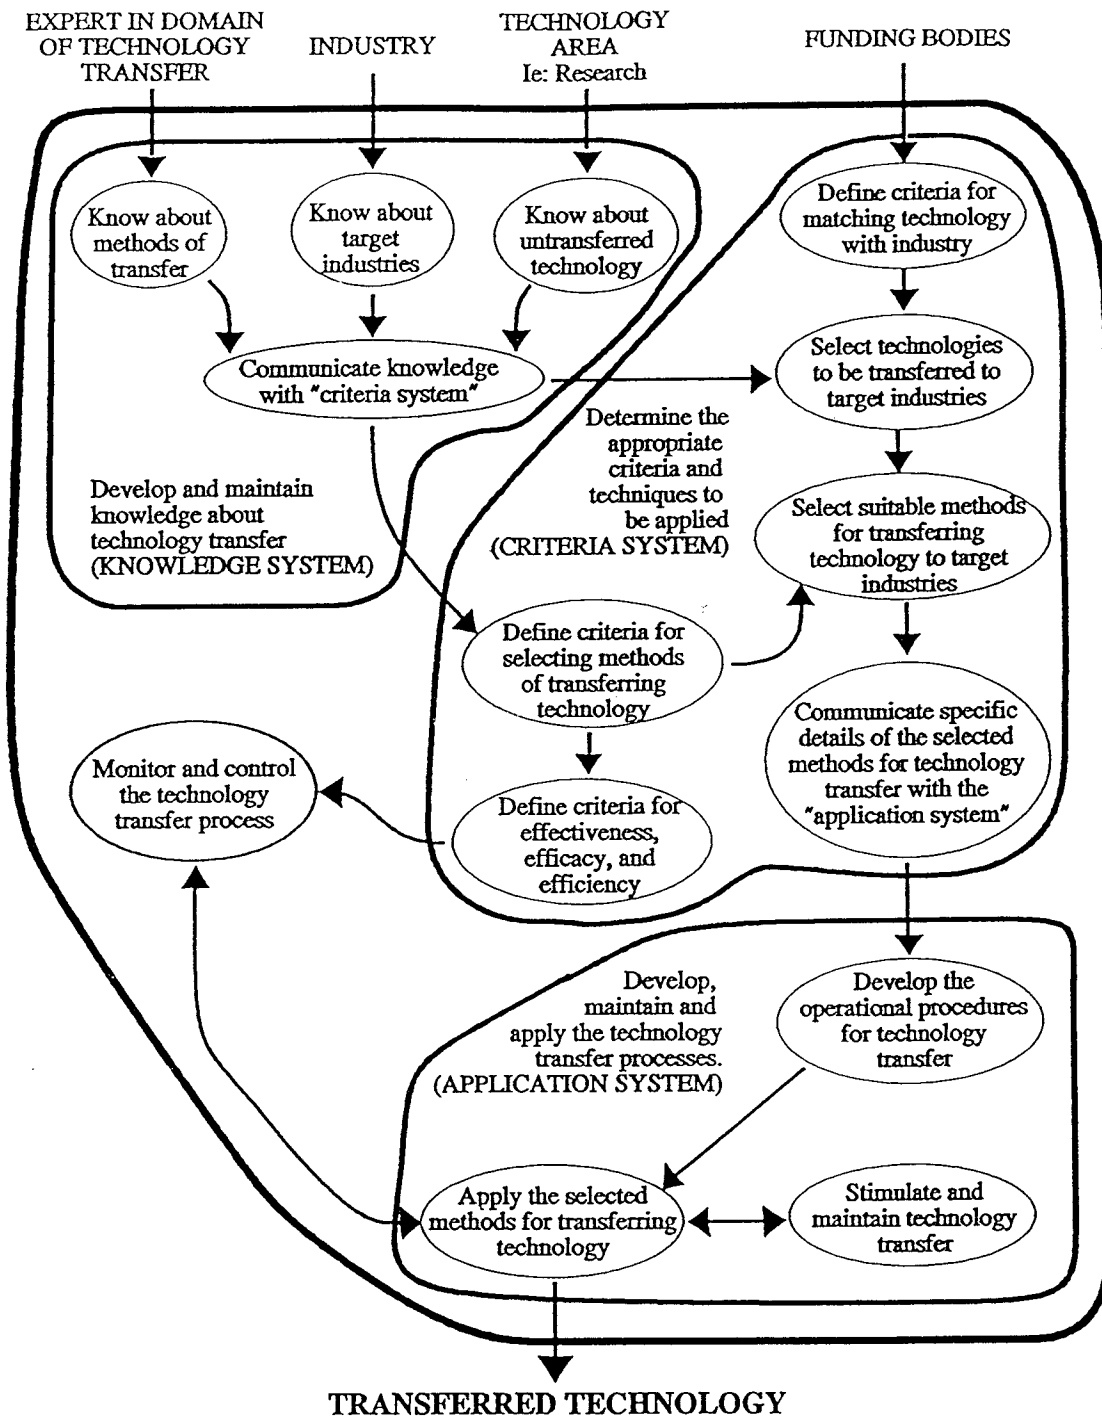 EXPERT IN DOMAIN
OF TECHNOLOGY
TRANSFER
INDUSTRY
TECHNOLOGY
AREA
Ie: Research
FUNDING BODIES
Know about
methods of
transfer
Know about
target
industries
Know about
untransferred
technology
Define criteria for
matching technology
with industry
Communicate knowledge
with "criteria system"
Select technologies
to be transferred to
target industries
Determine the
appropriate
criteria and
techniques to
be applied
(CRITERIA SYSTEM)
Develop and maintain
knowledge about
technology transfer
(KNOWLEDGE SYSTEM)
Select suitable methods
for transferring
technology to target
industries
Define criteria for
selecting methods
of transferring
technology
Communicate specific
details of the selected
methods for technology
transfer with the
"application system"
Monitor and control
the technology
transfer process
Define criteria for
effectiveness,
efficacy, and
efficiency
Develop,
maintain and
apply the technology
transfer processes.
(APPLICATION SYSTEM)
Develop the
operational procedures
for technology
transfer
Apply the selected
methods for transferring
technology
Stimulate and
maintain technology
transfer
TRANSFERRED TECHNOLOGY